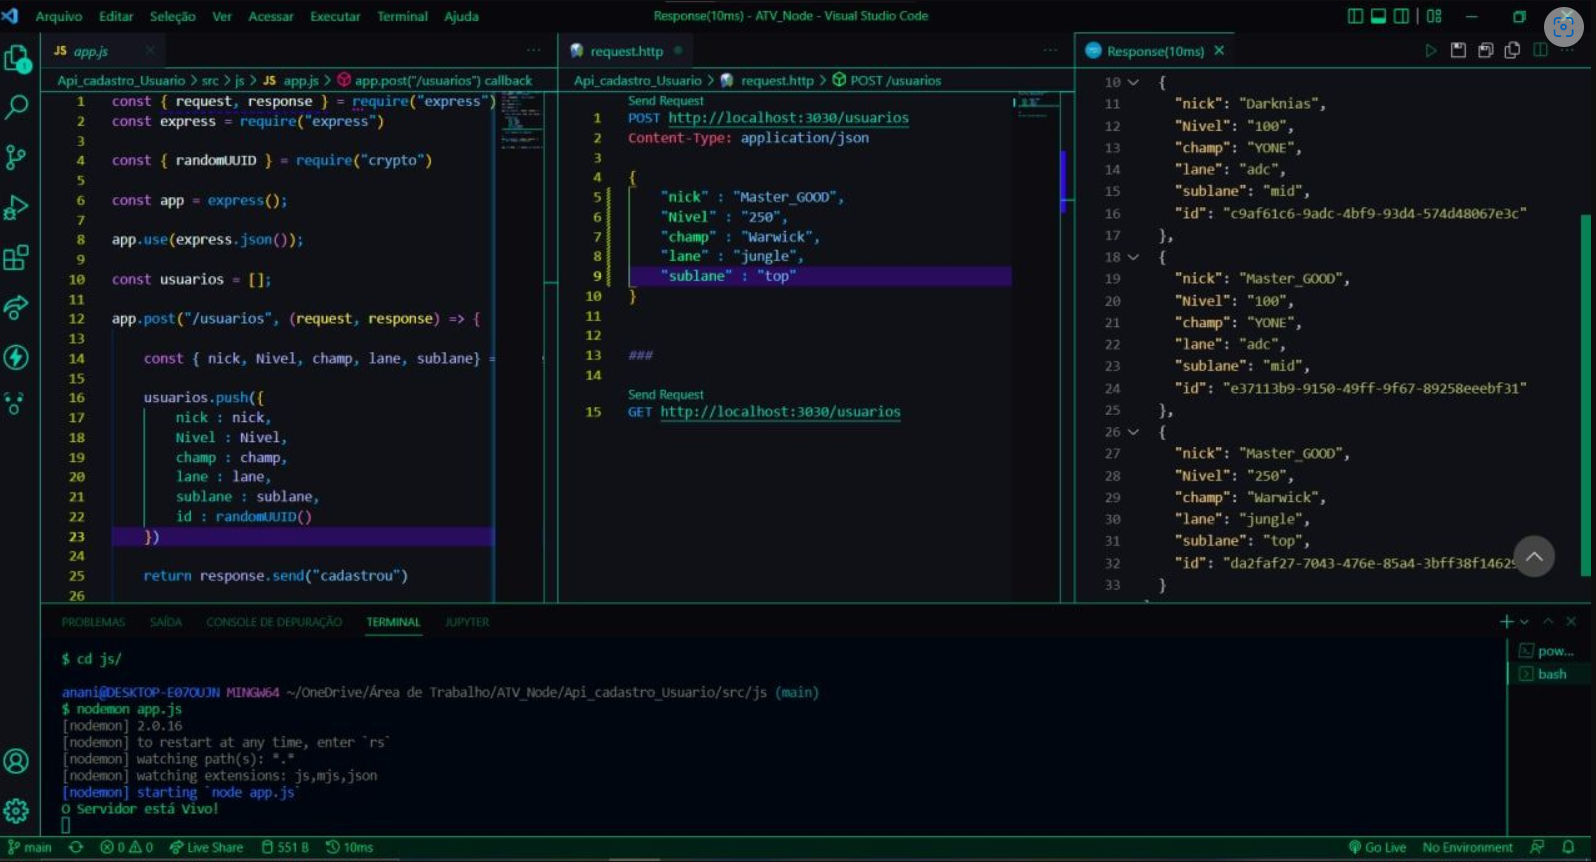 Arquivo Editar Seleção Ver Acessar Executar Terminal Ajuda
Response(10ms) - ATV_Node - Visual Studio Code
JS app.js
Api_cadastro_Usuario > src > js > JS app.js > app.post("/usuarios") callback
1 const { request, response } = require("express")
2 const express = require("express")
3
4 const { randomUUID } = require("crypto")
5
6 const app = express();
7
8 app.use(express.json());
9
10 const usuarios = [];
11
12 app.post("/usuarios", (request, response) => {
13
14 const { nick, Nivel, champ, lane, sublane} =
15
16 usuarios.push({
17 nick : nick,
18 Nivel : Nivel,
19 champ : champ,
20 lane : lane,
21 sublane : sublane,
22 id : randomUUID()
23 })
24
25 return response.send("cadastrou")
26
request.http
Api_cadastro_Usuario > request.http > POST /usuarios
Send Request
1 POST http://localhost:3030/usuarios
2 Content-Type: application/json
3
4 {
5 "nick" : "Master_GOOD",
6 "Nivel" : "250",
7 "champ" : "Warwick",
8 "lane" : "jungle",
9 "sublane" : "top"
10 }
11
12
13 ###
14
Send Request
15 GET http://localhost:3030/usuarios
Response(10ms)
10 {
11 "nick": "Darknias",
12 "Nivel": "100",
13 "champ": "YONE",
14 "lane": "adc",
15 "sublane": "mid",
16 "id": "c9af61c6-9adc-4bf9-93d4-574d48067e3c"
17 },
18 {
19 "nick": "Master_GOOD",
20 "Nivel": "100",
21 "champ": "YONE",
22 "lane": "adc",
23 "sublane": "mid",
24 "id": "e37113b9-9150-49ff-9f67-89258eeebf31"
25 },
26 {
27 "nick": "Master_GOOD",
28 "Nivel": "250",
29 "champ": "Warwick",
30 "lane": "jungle",
31 "sublane": "top",
32 "id": "da2faf27-7043-476e-85a4-3bff38f14629
33 }
PROBLEMAS SAÍDA CONSOLE DE DEPURAÇÃO TERMINAL JUPYTER
$ cd js/
anani@DESKTOP-E07OUJN MINGW64 ~/OneDrive/Área de Trabalho/ATV_Node/Api_cadastro_Usuario/src/js (main)
$ nodemon app.js
[nodemon] 2.0.16
[nodemon] to restart at any time, enter `rs`
[nodemon] watching path(s): *.*
[nodemon] watching extensions: js,mjs,json
[nodemon] starting `node app.js`
O Servidor está Vivo!
pow...
bash
main 0 0 Live Share 551 B 10ms
Go Live No Environment